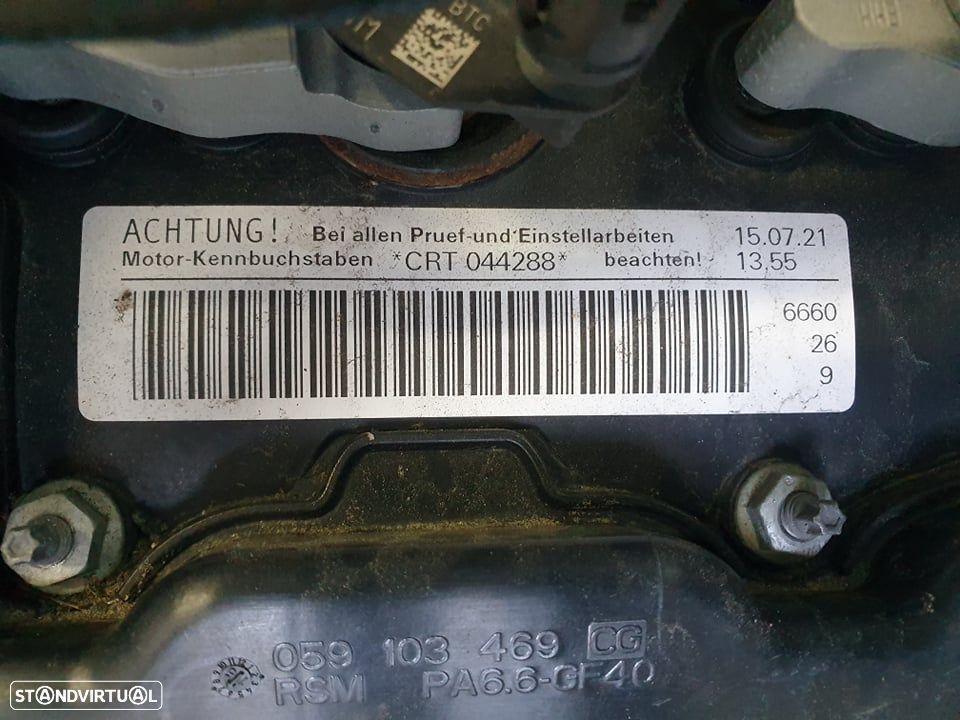 BTC
ACHTUNG! Bei allen Pruef-und Einstellarbeiten 15.07.21
Motor-Kennbuchstaben *CRT 044288* beachten! 13.55
6660
26
9
059 103 469 CG
RSM PA6.6-GF40
STANDVIRTUAL